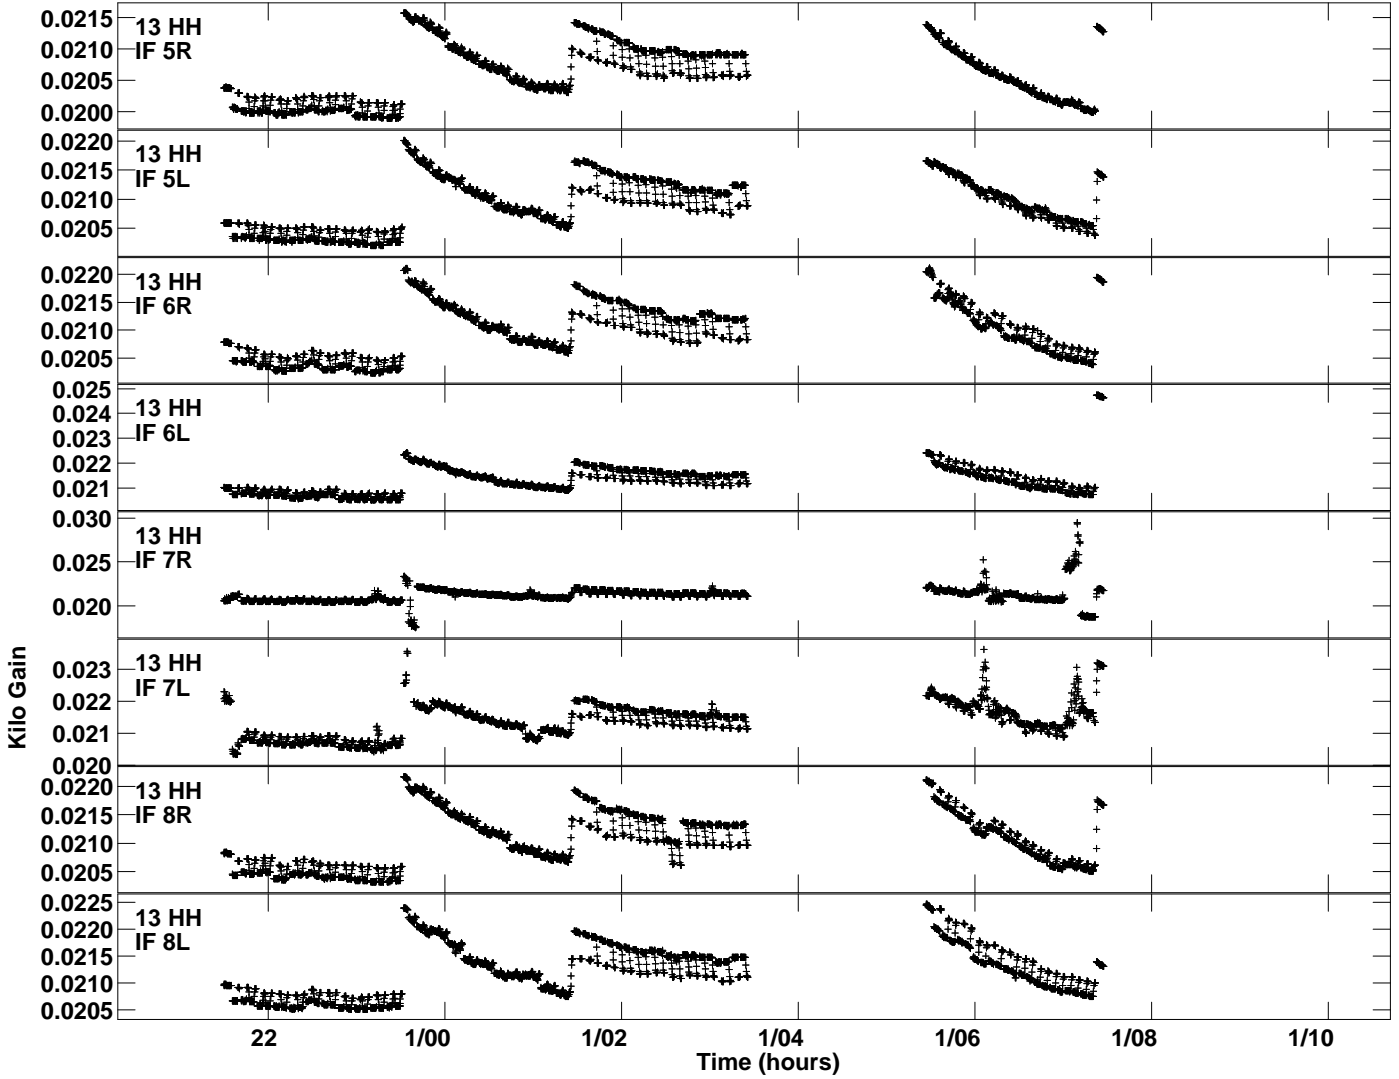 0.0215
0.0210
0.0205
0.0200
13 HH
IF 5R
0.0220
0.0215
0.0210
0.0205
13 HH
IF 5L
0.0220
0.0215
0.0210
0.0205
13 HH
IF 6R
0.025
0.024
0.023
0.022
0.021
13 HH
IF 6L
0.030
0.025
0.020
13 HH
IF 7R
0.023
0.022
0.021
0.020
13 HH
IF 7L
0.0220
0.0215
0.0210
0.0205
13 HH
IF 8R
0.0225
0.0220
0.0215
0.0210
0.0205
13 HH
IF 8L
Kilo Gain
22 1/00 1/02 1/04 1/06 1/08 1/10
Time (hours)